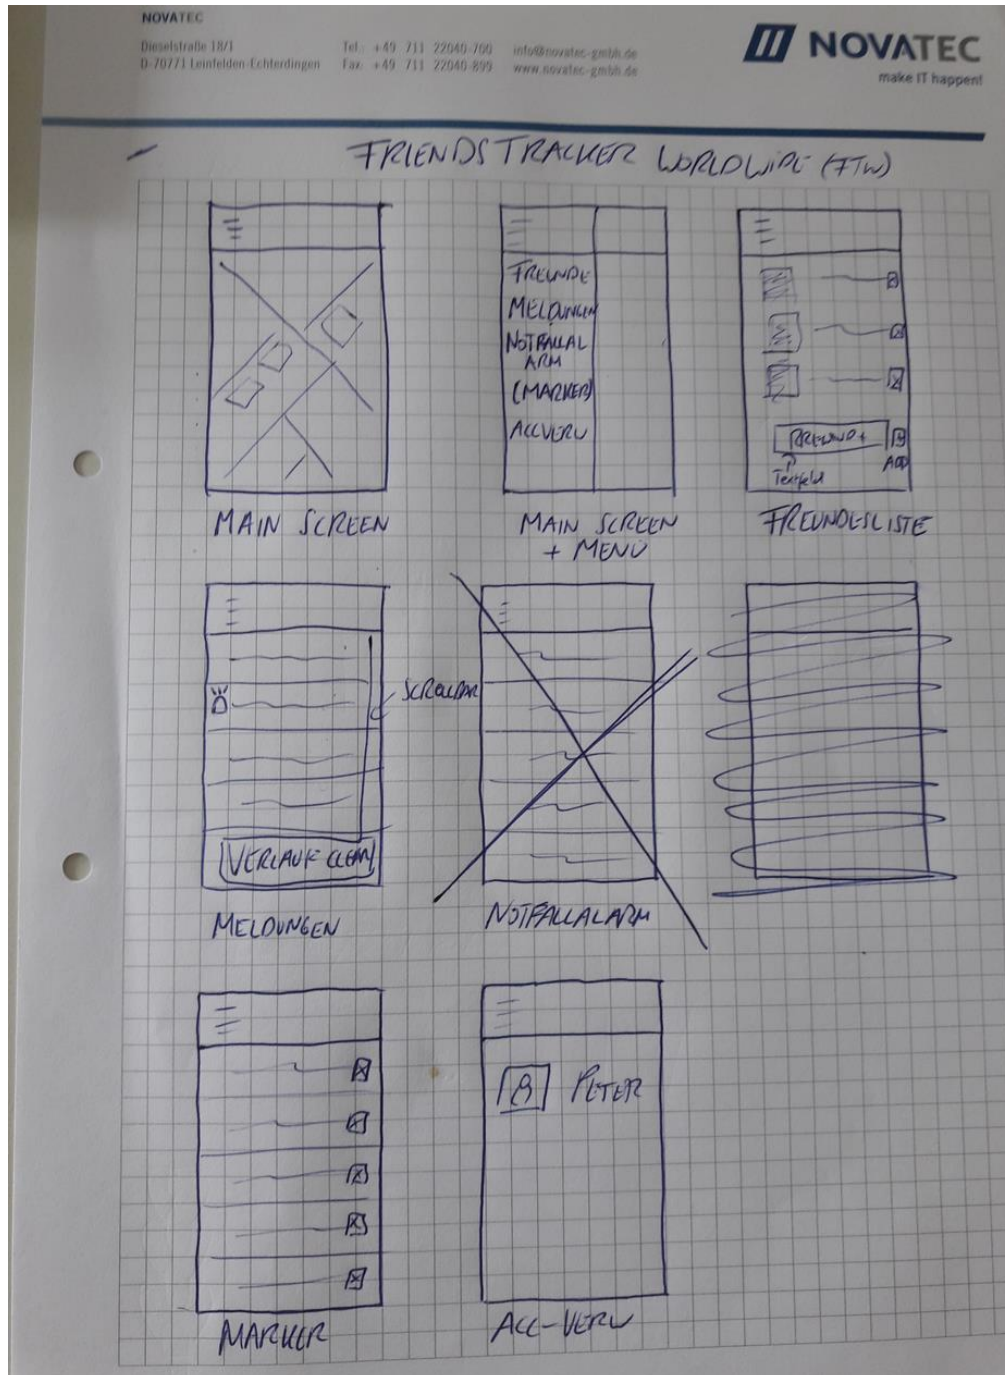 NOVATEC
Dieselstraße 18/1
D-70771 Leinfelden-Echterdingen
Tel.: +49 711 22040-700
Fax: +49 711 22040-899
info@novatec-gmbh.de
www.novatec-gmbh.de
NOVATEC
make IT happen!
FRIENDSTRACKER WORLDWIDE (FTW)
FREUNDE
MELDUNGEN
NOTFALLAL
ARM
(MARKER)
ACCVERW
FREUND+
Textfeld
ADD
MAIN SCREEN
MAIN SCREEN
+ MENÜ
FREUNDESLISTE
SCROLLBAR
VERLAUF CLEAR
MELDUNGEN
NOTFALLALARM
PETER
MARKER
ACC-VERW